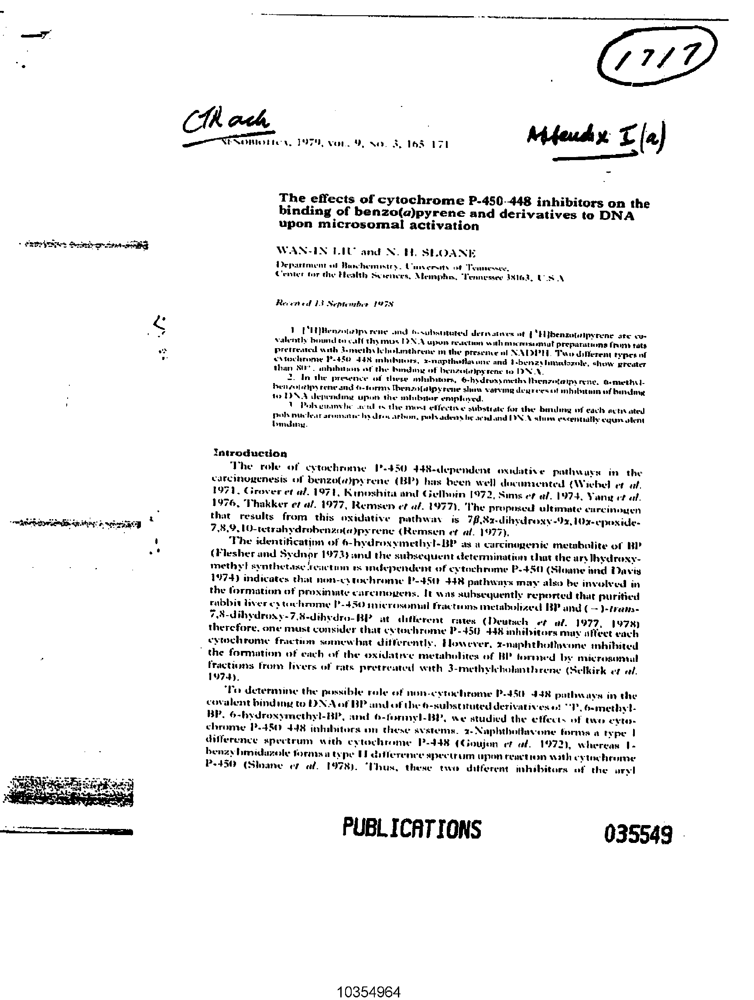 1717
CTR ach
XENOBIOTICA, 1979, VOL. 9, NO. 3, 165-171
Appendix I (a)
The effects of cytochrome P-450-448 inhibitors on the
binding of benzo(a)pyrene and derivatives to DNA
upon microsomal activation
WAN-IN LIU and N. H. SLOANE
Department of Biochemistry, University of Tennessee,
Center for the Health Sciences, Memphis, Tennessee 38163, U.S.A
Received 13 September 1978
1. [³H]Benzo(a)pyrene and 6-substituted derivatives of [³H]benzo(a)pyrene are co-
valently bound to calf thymus DNA upon reaction with microsomal preparations from rats
pretreated with 3-methylcholanthrene in the presence of NADPH. Two different types of
cytochrome P-450-448 inhibitors, α-napthoflavone and 1-benzylimidazole, show greater
than 80% inhibition of the binding of benzo(a)pyrene to DNA.
2. In the presence of these inhibitors, 6-hydroxymethylbenzo(a)pyrene, 6-methyl-
benzo(a)pyrene and 6-formylbenzo(a)pyrene show varying degrees of inhibition of binding
to DNA depending upon the inhibitor employed.
3. Polyguanylic acid is the most effective substrate for the binding of each activated
polynuclear aromatic hydrocarbon, polyadenylic acid and DNA show essentially equivalent
binding.
Introduction
The role of cytochrome P-450-448-dependent oxidative pathways in the
carcinogenesis of benzo(a)pyrene (BP) has been well documented (Wiebel et al.
1971, Grover et al. 1971, Kinoshita and Gelboin 1972, Sims et al. 1974, Yang et al.
1976, Thakker et al. 1977, Remsen et al. 1977). The proposed ultimate carcinogen
that results from this oxidative pathway is 7β,8α-dihydroxy-9α,10α-epoxide-
7,8,9,10-tetrahydrobenzo(a)pyrene (Remsen et al. 1977).
The identification of 6-hydroxymethyl-BP as a carcinogenic metabolite of BP
(Flesher and Sydnor 1973) and the subsequent determination that the arylhydroxy-
methyl synthetase reaction is independent of cytochrome P-450 (Sloane and Davis
1974) indicates that non-cytochrome P-450-448 pathways may also be involved in
the formation of proximate carcinogens. It was subsequently reported that purified
rabbit liver cytochrome P-450 microsomal fractions metabolized BP and (-)-trans-
7,8-dihydroxy-7,8-dihydro-BP at different rates (Deutsch et al. 1977, 1978)
therefore, one must consider that cytochrome P-450-448 inhibitors may affect each
cytochrome fraction somewhat differently. However, α-naphthoflavone inhibited
the formation of each of the oxidative metabolites of BP formed by microsomal
fractions from livers of rats pretreated with 3-methylcholanthrene (Selkirk et al.
1974).
To determine the possible role of non-cytochrome P-450-448 pathways in the
covalent binding to DNA of BP and of the 6-substituted derivatives of BP, 6-methyl-
BP, 6-hydroxymethyl-BP, and 6-formyl-BP, we studied the effects of two cyto-
chrome P-450-448 inhibitors on these systems. α-Naphthoflavone forms a type I
difference spectrum with cytochrome P-448 (Goujon et al. 1972), whereas 1-
benzylimidazole forms a type II difference spectrum upon reaction with cytochrome
P-450 (Sloane et al. 1978). Thus, these two different inhibitors of the aryl
PUBLICATIONS
035549
10354964